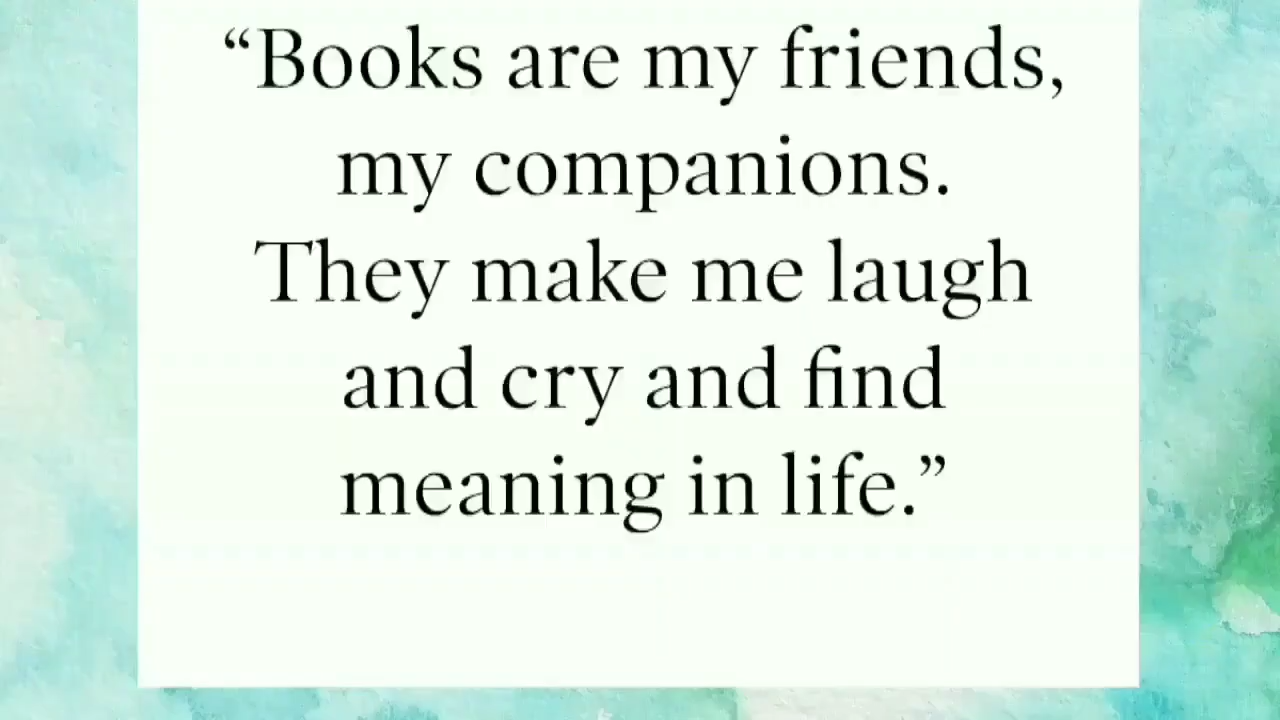 “Books are my friends,
my companions.
They make me laugh
and cry and find
meaning in life.”